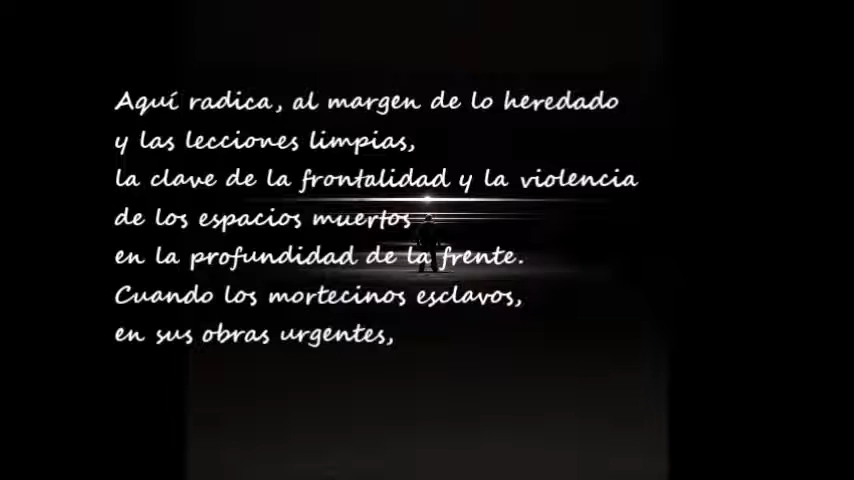 Aquí radica, al margen de lo heredado
y las lecciones limpias,
la clave de la frontalidad y la violencia
de los espacios muertos
en la profundidad de la frente.
Cuando los mortecinos esclavos,
en sus obras urgentes,